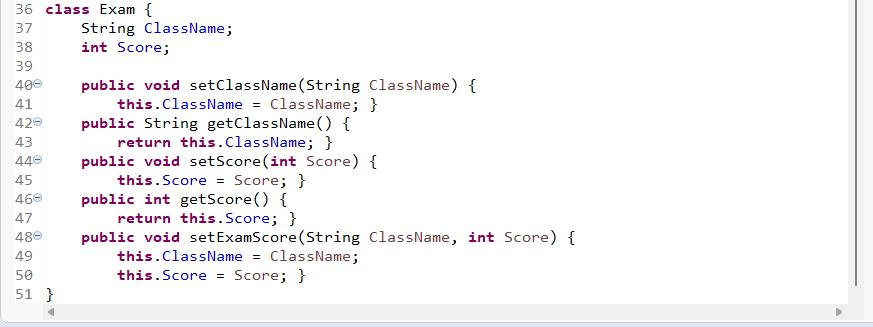 36 class Exam {
37     String ClassName;
38     int Score;
39
40     public void setClassName(String ClassName) {
41         this.ClassName = ClassName; }
42     public String getClassName() {
43         return this.ClassName; }
44     public void setScore(int Score) {
45         this.Score = Score; }
46     public int getScore() {
47         return this.Score; }
48     public void setExamScore(String ClassName, int Score) {
49         this.ClassName = ClassName;
50         this.Score = Score; }
51 }